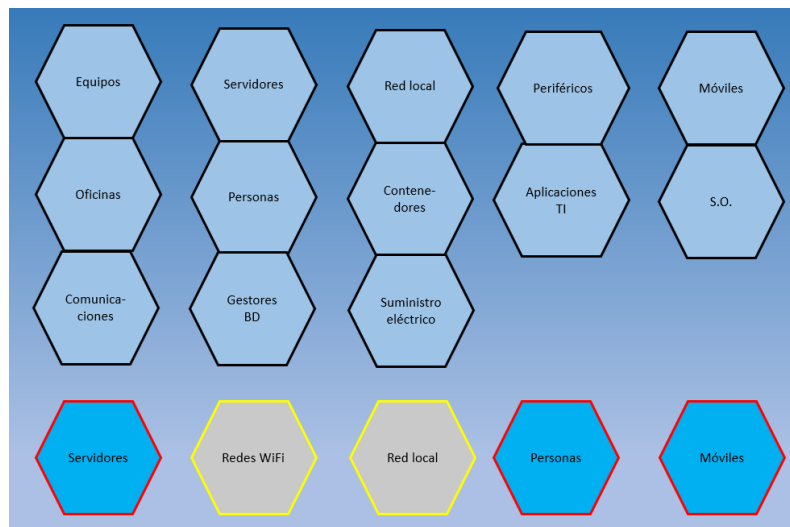 Equipos
Servidores
Red local
Periféricos
Móviles
Oficinas
Personas
Contene-
dores
Aplicaciones
TI
S.O.
Comunica-
ciones
Gestores
BD
Suministro
eléctrico
Servidores
Redes WiFi
Red local
Personas
Móviles